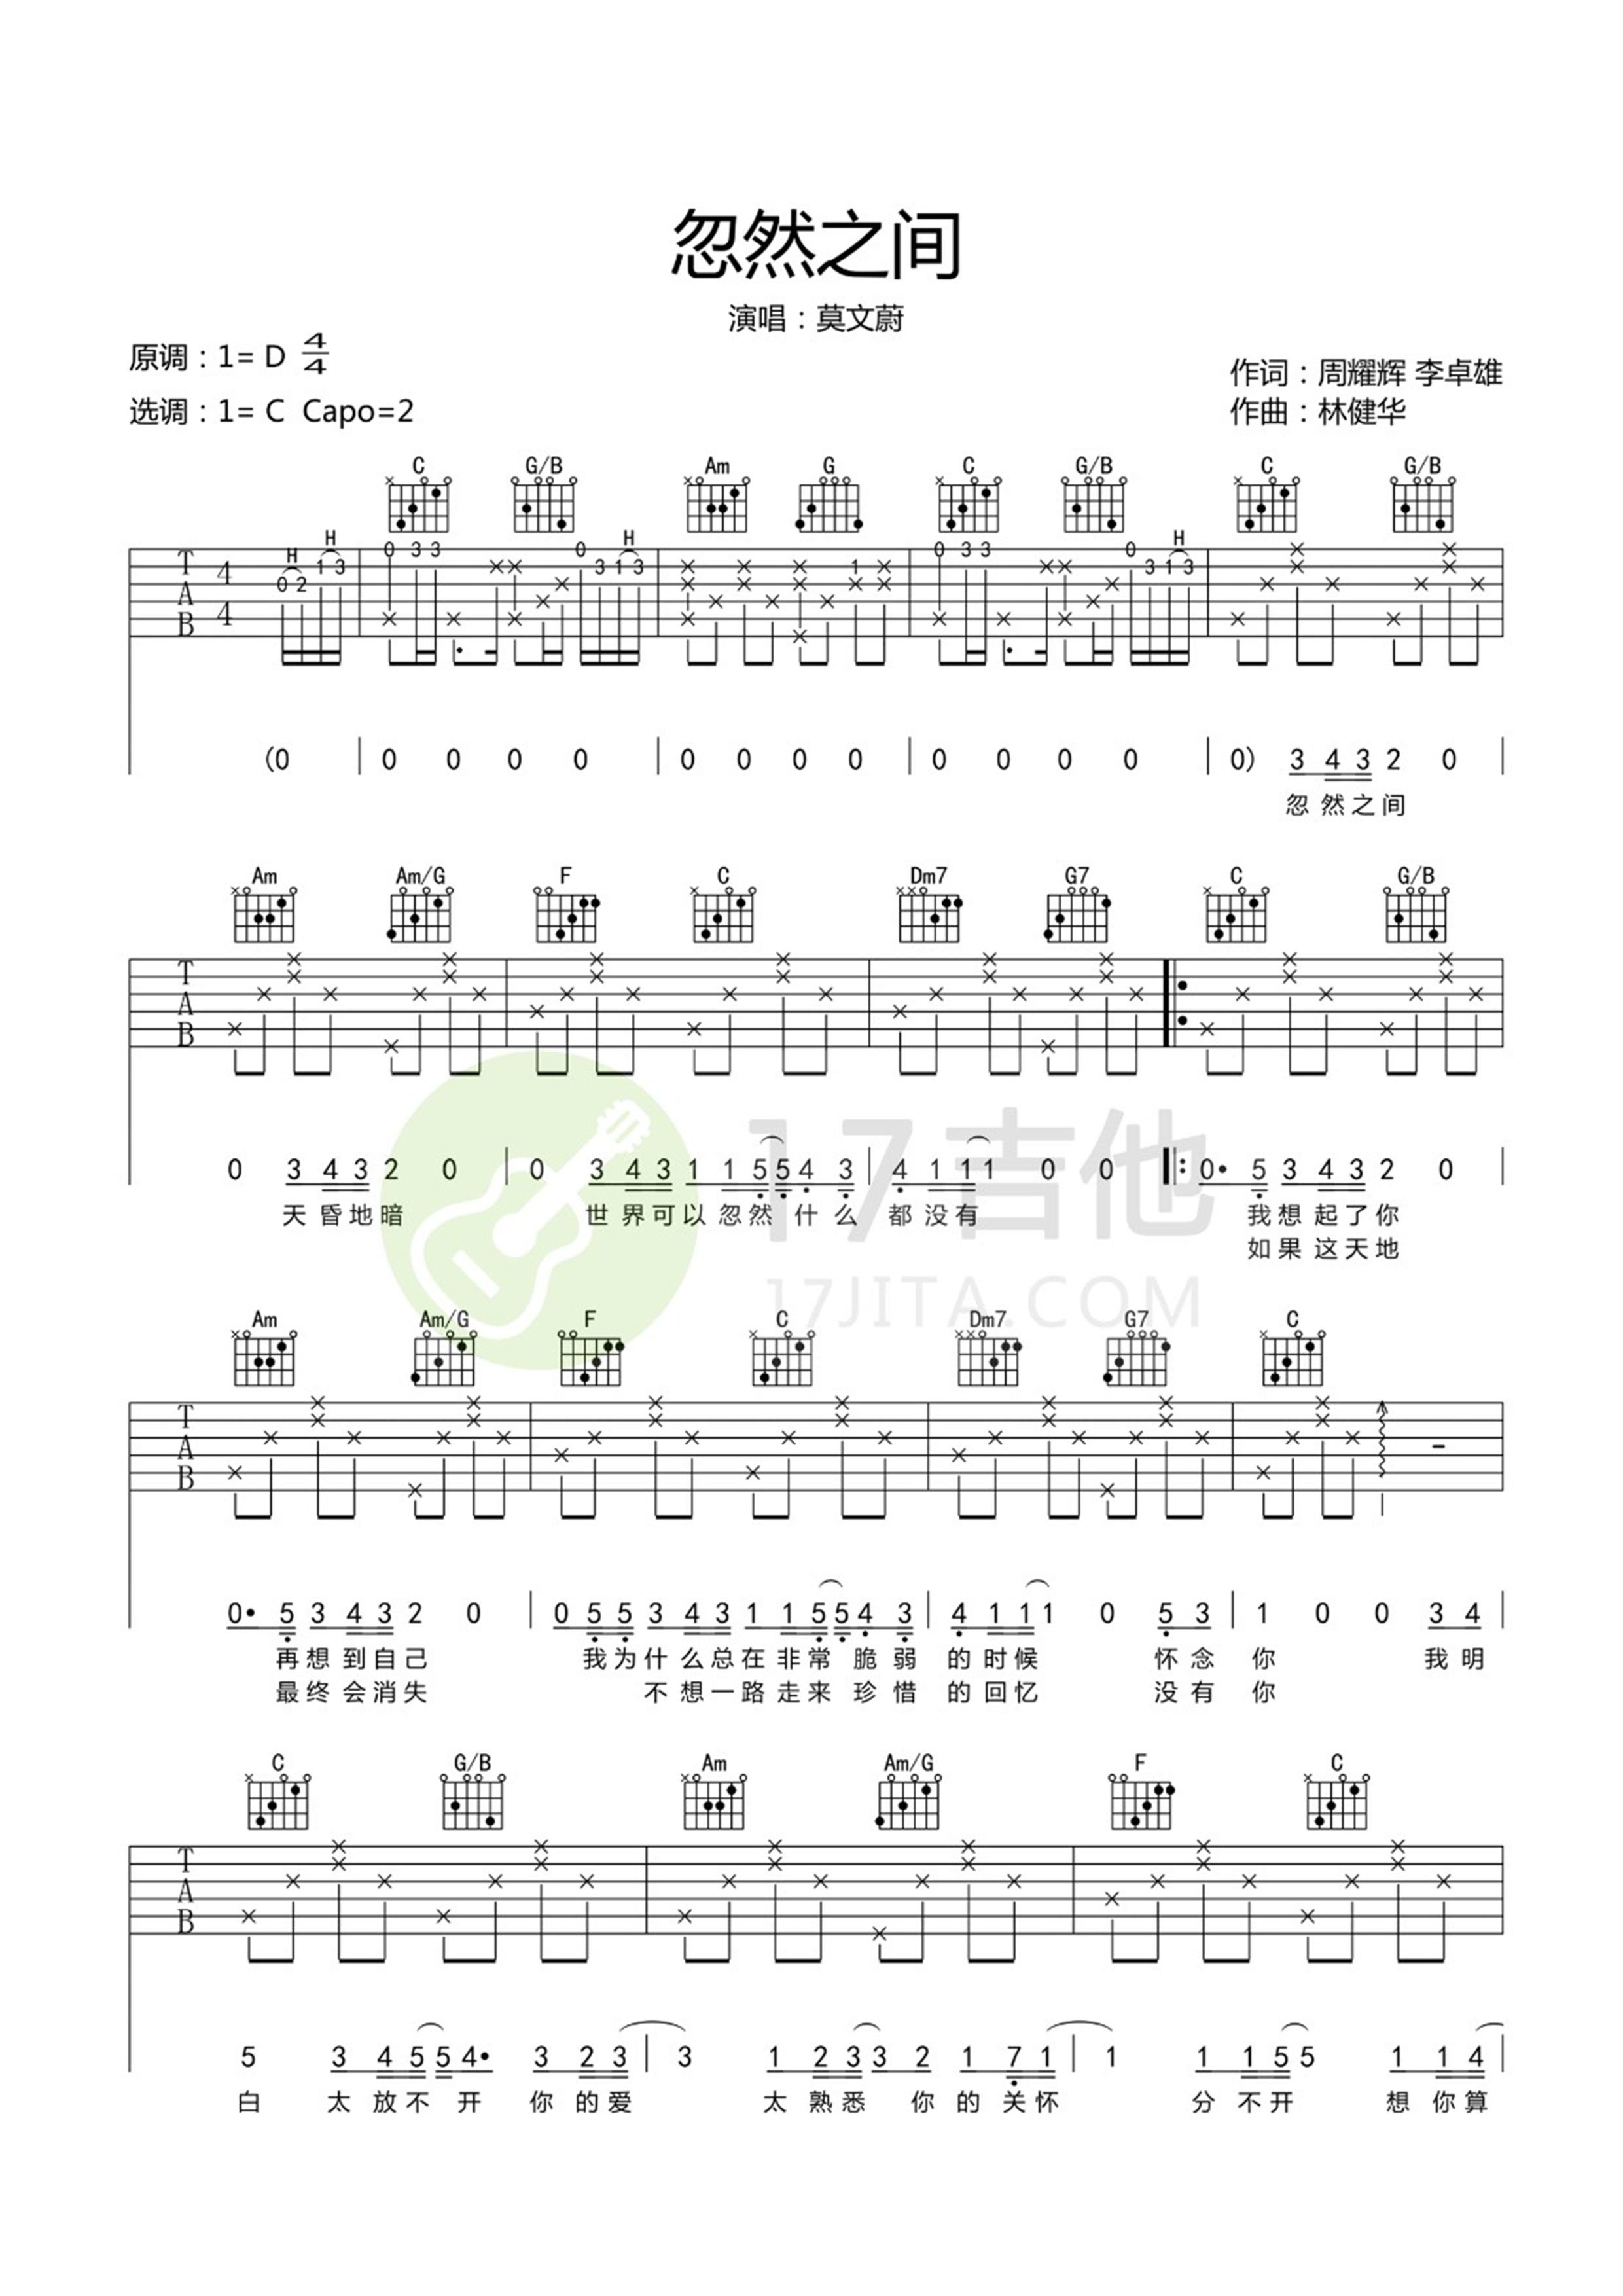 忽然之间
演唱：莫文蔚
原调：1= D 4/4
作词：周耀辉 李卓雄
选调：1= C Capo=2
作曲：林健华
C G/B Am G C G/B C G/B
H H H H
0 2 1 3 0 3 3 0 3 1 3 1 0 3 3 0 3 1 3
T A B 4 4
(0 | 0 0 0 0 | 0 0 0 0 | 0 0 0 0 | 0) 3 4 3 2 0
忽 然 之 间
Am Am/G F C Dm7 G7 C G/B
T A B
0 3 4 3 2 0 | 0 3 4 3 1 1 5 5 4 3 | 4 1 1 1 0 0 |: 0· 5 3 4 3 2 0
天 昏 地 暗 世 界 可 以 忽 然 什 么 都 没 有 我 想 起 了 你
如 果 这 天 地
17吉他
17JITA.COM
Am Am/G F C Dm7 G7 C
T A B
0· 5 3 4 3 2 0 | 0 5 5 3 4 3 1 1 5 5 4 3 | 4 1 1 1 0 5 3 | 1 0 0 3 4
再 想 到 自 己 我 为 什 么 总 在 非 常 脆 弱 的 时 候 怀 念 你 我 明
最 终 会 消 失 不 想 一 路 走 来 珍 惜 的 回 忆 没 有 你
C G/B Am Am/G F C
T A B
5 3 4 5 5 4· 3 2 3 | 3 1 2 3 3 2 1 7 1 | 1 1 1 5 5 1 1 4
白 太 放 不 开 你 的 爱 太 熟 悉 你 的 关 怀 分 不 开 想 你 算